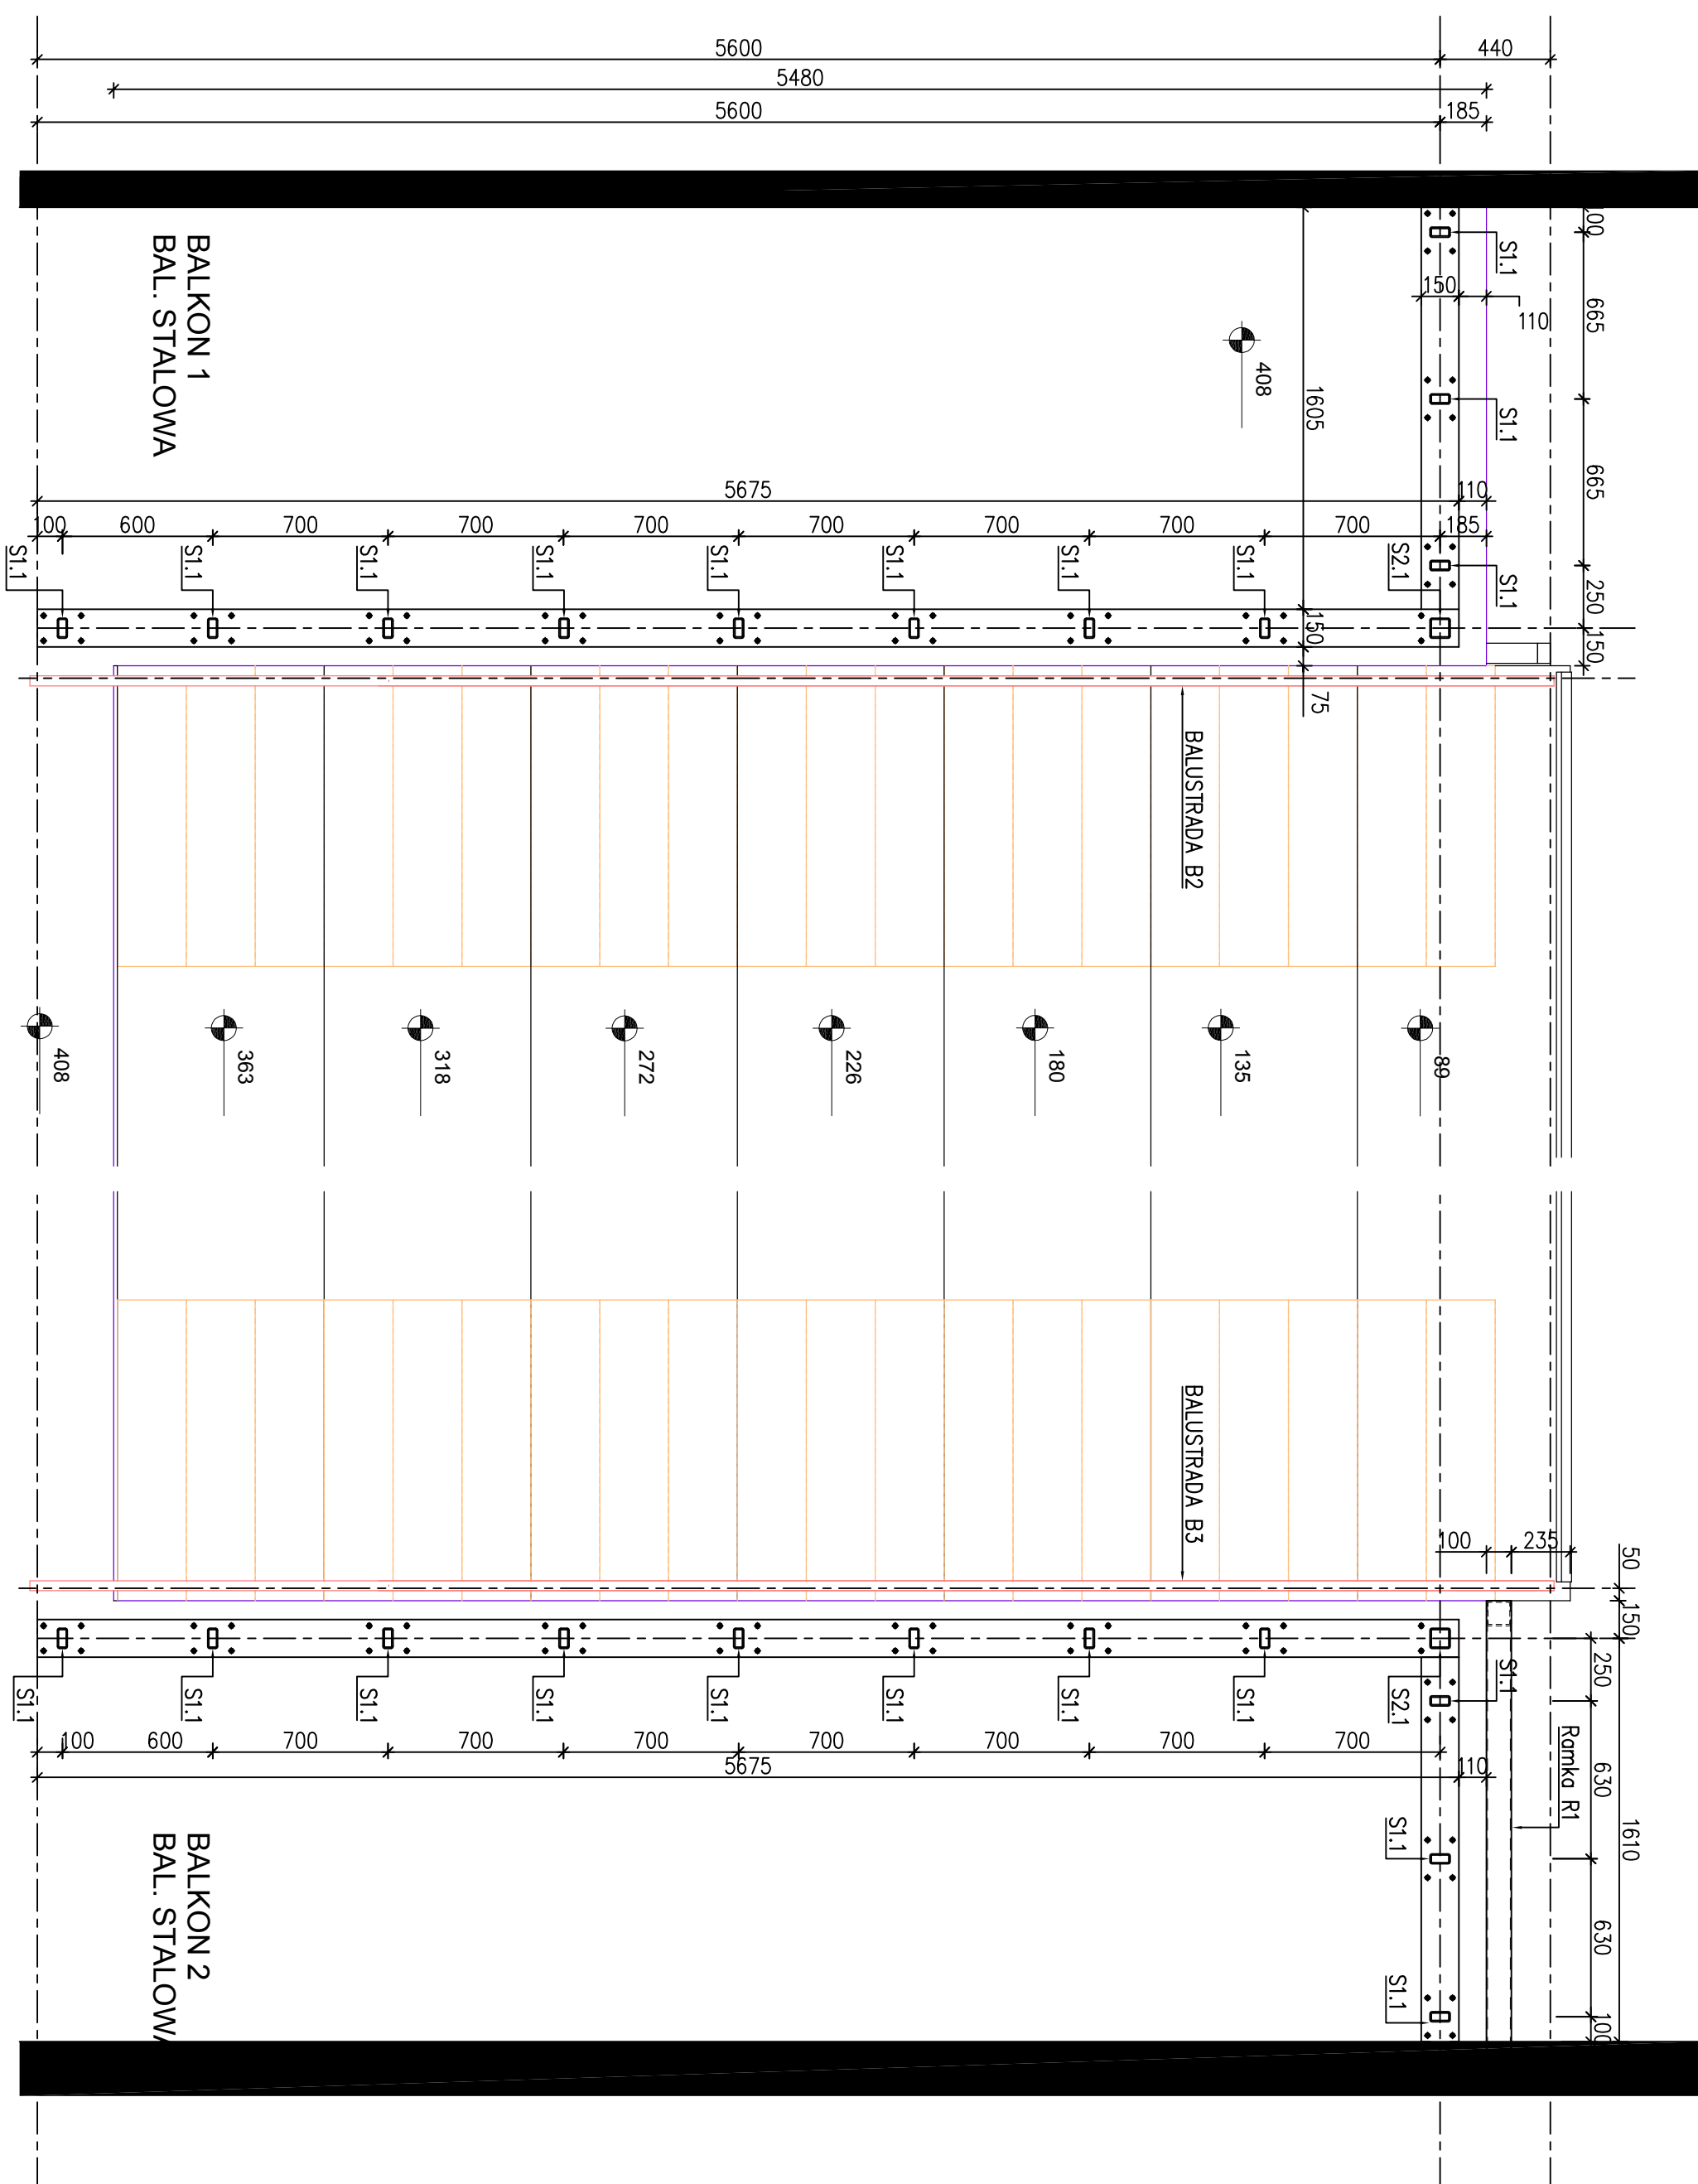 5600
440
5480
5600
185
100
665
665
250
150
S1.1
S1.1
S1.1
150
110
408
1605
BALKON 1
BAL. STALOWA
5675
110
100
600
700
700
700
700
700
700
700
185
S1.1
S1.1
S1.1
S1.1
S1.1
S1.1
S1.1
S1.1
S2.1
150
75
BALUSTRADA B2
408
363
318
272
226
180
135
89
BALUSTRADA B3
100
235
50
150
250
630
630
100
1610
S1.1
S1.1
S1.1
S1.1
S1.1
S1.1
S1.1
S1.1
S2.1
S1.1
Ramka R1
100
600
700
700
700
700
700
700
700
5675
110
S1.1
S1.1
BALKON 2
BAL. STALOWA